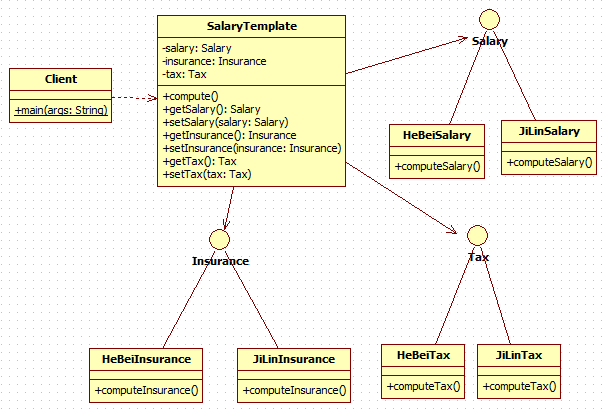 SalaryTemplate
-salary: Salary
-insurance: Insurance
-tax: Tax
+compute()
+getSalary(): Salary
+setSalary(salary: Salary)
+getInsurance(): Insurance
+setInsurance(insurance: Insurance)
+getTax(): Tax
+setTax(tax: Tax)
Client
+main(args: String)
Salary
HeBeiSalary
+computeSalary()
JiLinSalary
+computeSalary()
Insurance
Tax
HeBeiInsurance
+computeInsurance()
JiLinInsurance
+computeInsurance()
HeBeiTax
+computeTax()
JiLinTax
+computeTax()